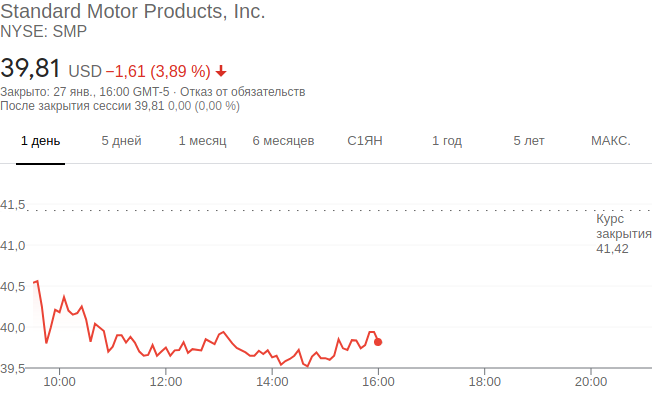 Standard Motor Products, Inc.
NYSE: SMP
39,81 USD −1,61 (3,89 %)
Закрыто: 27 янв., 16:00 GMT-5 · Отказ от обязательств
После закрытия сессии 39,81 0,00 (0,00 %)
1 день 5 дней 1 месяц 6 месяцев С1ЯН 1 год 5 лет МАКС.
41,5
Курс
закрытия
41,42
41,0
40,5
40,0
39,5
10:00 12:00 14:00 16:00 18:00 20:00